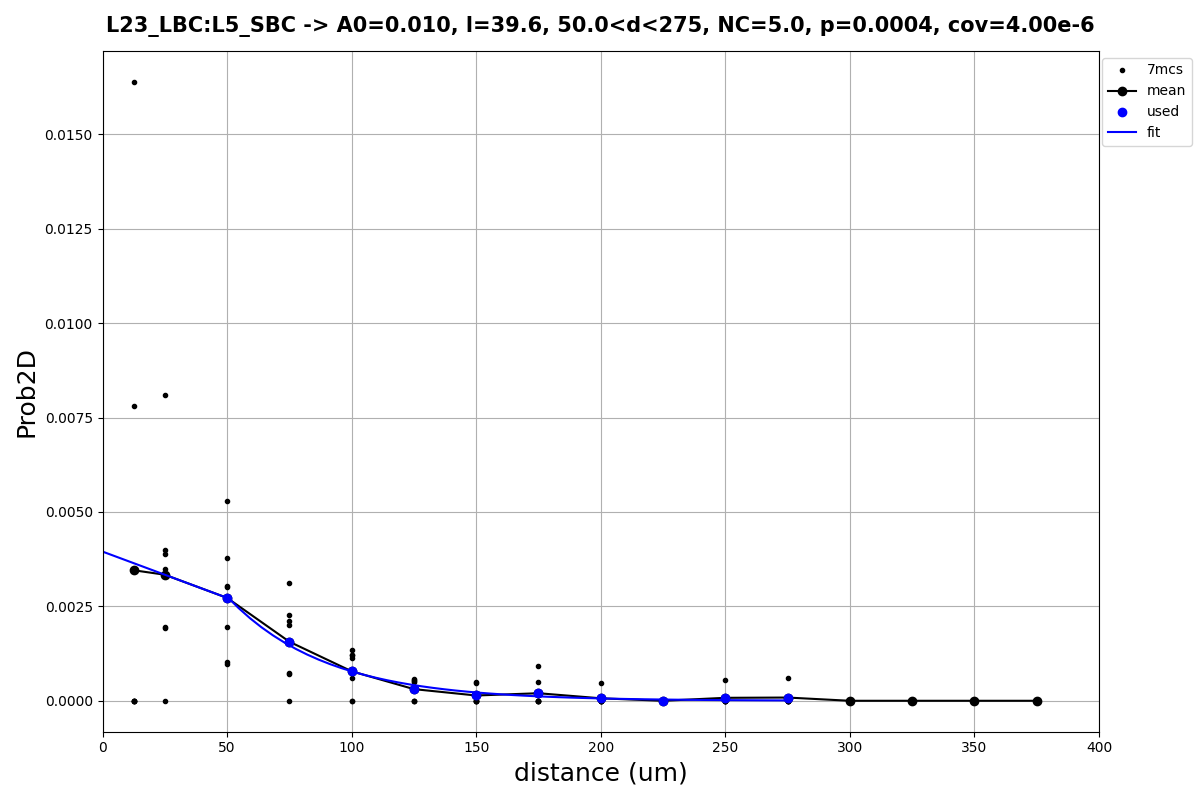 L23_LBC:L5_SBC -> A0=0.010, l=39.6, 50.0<d<275, NC=5.0, p=0.0004, cov=4.00e-6
7mcs
mean
used
fit
Prob2D
0.0150
0.0125
0.0100
0.0075
0.0050
0.0025
0.0000
0 50 100 150 200 250 300 350 400
distance (um)